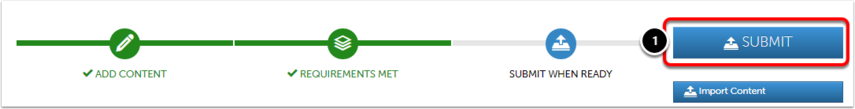 1
SUBMIT
✔ ADD CONTENT
✔ REQUIREMENTS MET
SUBMIT WHEN READY
Import Content